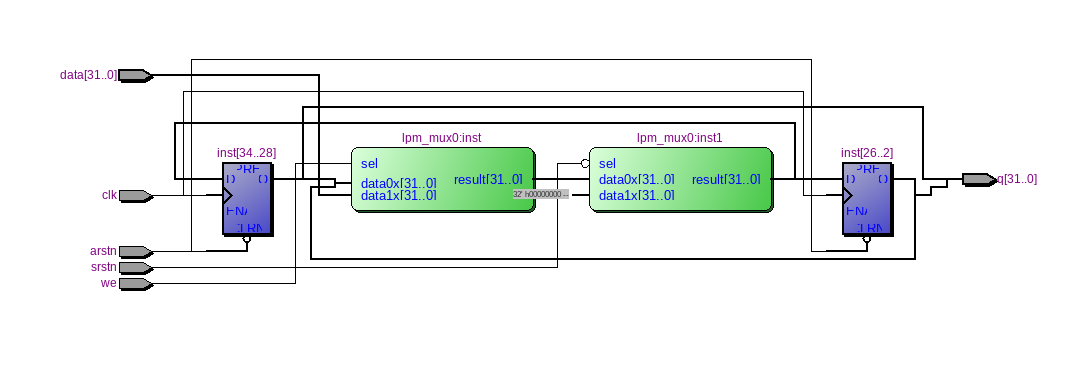 data[31..0]
lpm_mux0:inst
lpm_mux0:inst1
inst[34..28]
inst[26..2]
PRE
D Q
ENA
CLRN
sel
data0x[31..0]
data1x[31..0]
result[31..0]
32' h00000000 --
sel
data0x[31..0]
data1x[31..0]
result[31..0]
PRE
D Q
ENA
CLRN
q[31..0]
clk
arstn
srstn
we